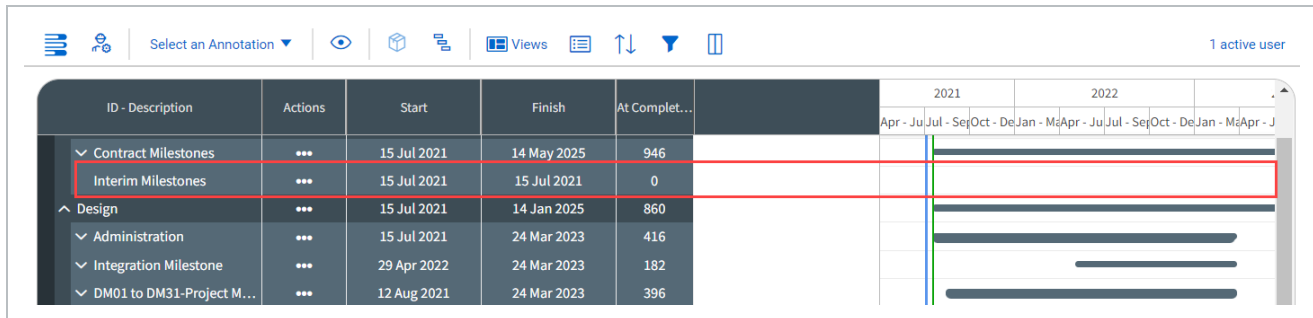 Select an Annotation Views 1 active user
ID - Description Actions Start Finish At Complet... 2021 2022
Apr - Ju Jul - Sep Oct - De Jan - Ma Apr - Ju Jul - Sep Oct - De Jan - Ma Apr - J
Contract Milestones ••• 15 Jul 2021 14 May 2025 946
Interim Milestones ••• 15 Jul 2021 15 Jul 2021 0
Design ••• 15 Jul 2021 14 Jan 2025 860
Administration ••• 15 Jul 2021 24 Mar 2023 416
Integration Milestone ••• 29 Apr 2022 24 Mar 2023 182
DM01 to DM31-Project M... ••• 12 Aug 2021 24 Mar 2023 396